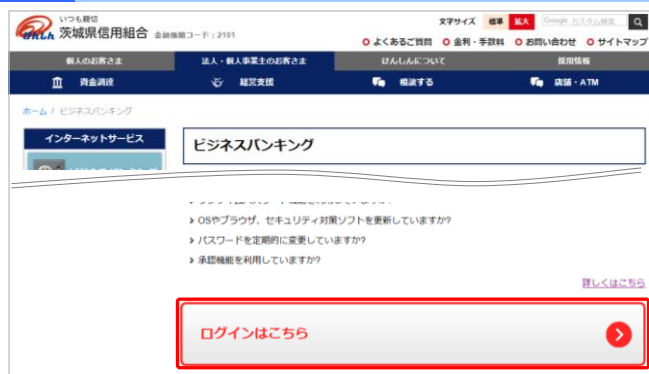 いつも親切
茨城県信用組合 金融機関コード：2101
文字サイズ 標準 拡大 Google カスタム検索
よくあるご質問 金利・手数料 お問い合わせ サイトマップ
個人のお客さま 法人・個人事業主のお客さま けんしんについて 採用情報
資金調達 経営支援 相談する 店舗・ATM
ホーム / ビジネスバンキング
インターネットサービス
ビジネスバンキング
OSやブラウザ、セキュリティ対策ソフトを更新していますか?
パスワードを定期的に変更していますか?
承認機能を利用していますか?
詳しくはこちら
ログインはこちら